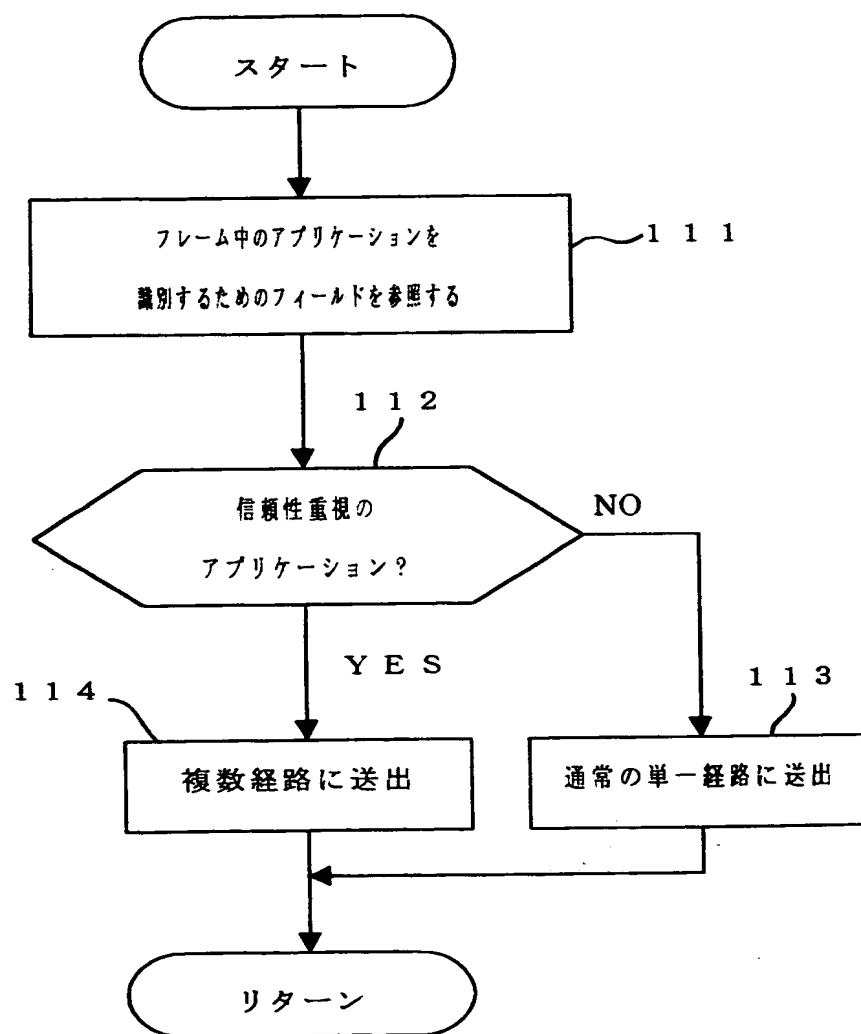 スタート
フレーム中のアプリケーションを
識別するためのフィールドを参照する
111
112
信頼性重視の
アプリケーション?
NO
YES
114
113
複数経路に送出
通常の単一経路に送出
リターン